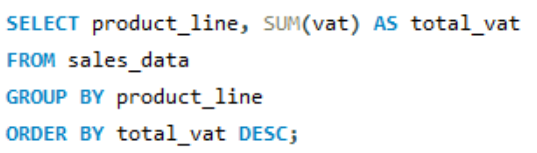 SELECT product_line, SUM(vat) AS total_vat
FROM sales_data
GROUP BY product_line
ORDER BY total_vat DESC;